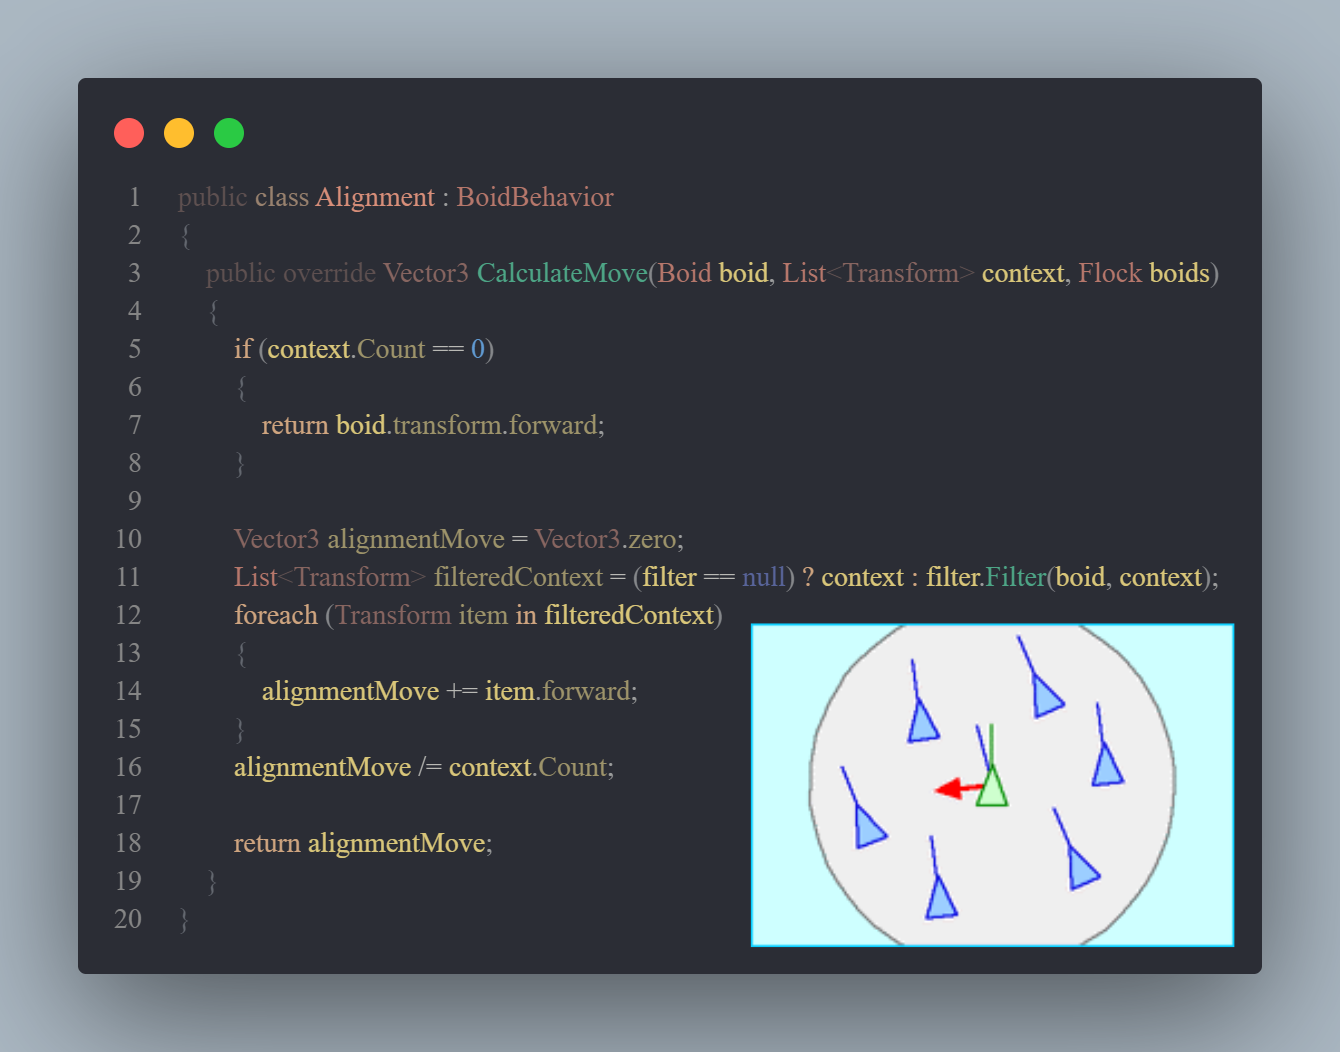 1 public class Alignment : BoidBehavior
2 {
3 public override Vector3 CalculateMove(Boid boid, List<Transform> context, Flock boids)
4 {
5 if (context.Count == 0)
6 {
7 return boid.transform.forward;
8 }
9
10 Vector3 alignmentMove = Vector3.zero;
11 List<Transform> filteredContext = (filter == null) ? context : filter.Filter(boid, context);
12 foreach (Transform item in filteredContext)
13 {
14 alignmentMove += item.forward;
15 }
16 alignmentMove /= context.Count;
17
18 return alignmentMove;
19 }
20 }